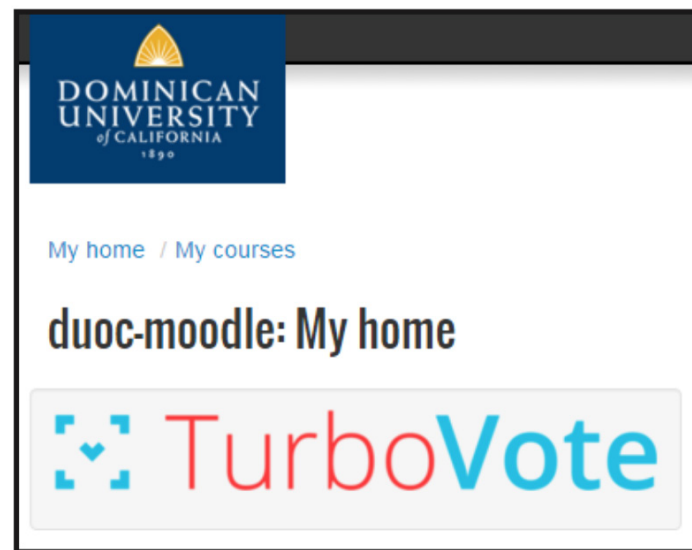 DOMINICAN
UNIVERSITY
of CALIFORNIA
1890
My home / My courses
duoc-moodle: My home
TurboVote